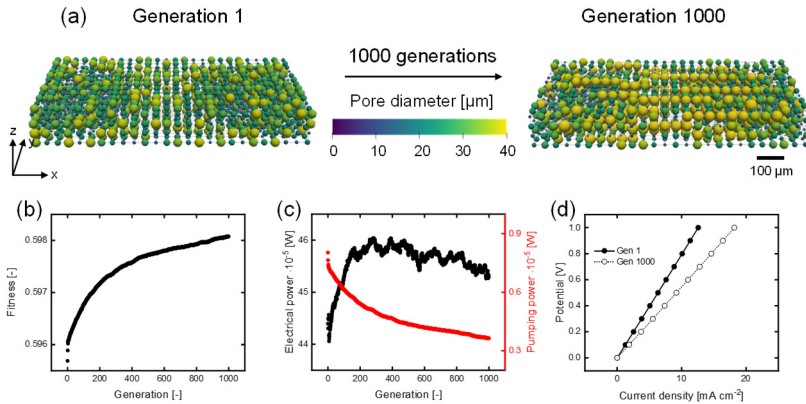 (a)
Generation 1
Generation 1000
1000 generations
Pore diameter [µm]
0 10 20 30 40
z
y
x
100 µm
(b)
Fitness [-]
0.598
0.597
0.596
0 200 400 600 800 1000
Generation [-]
(c)
Electrical power ·10⁻⁵ [W]
46
45
44
0 200 400 600 800 1000
Generation [-]
0.9
0.6
0.3
Pumping power ·10⁻⁵ [W]
(d)
Potential [V]
1.0
0.8
0.6
0.4
0.2
0.0
Gen 1
Gen 1000
0 10 20
Current density [mA cm⁻²]